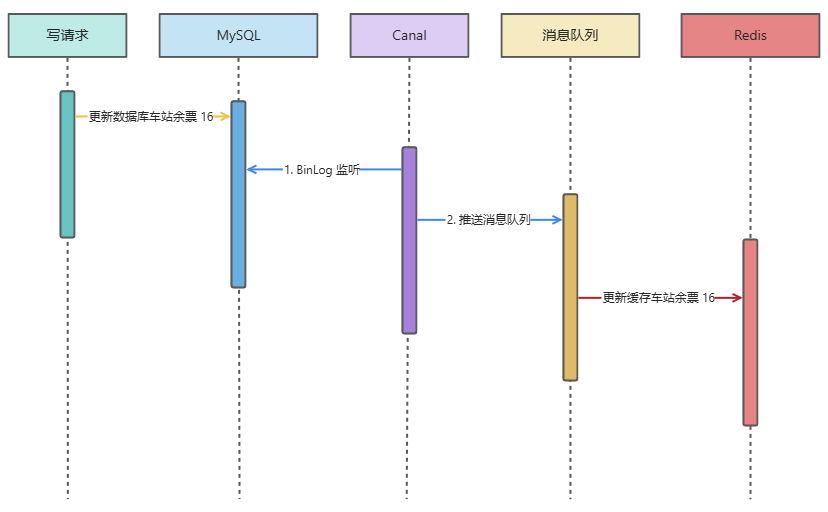 写请求
MySQL
Canal
消息队列
Redis
更新数据库车站余票 16
1. BinLog 监听
2. 推送消息队列
更新缓存车站余票 16